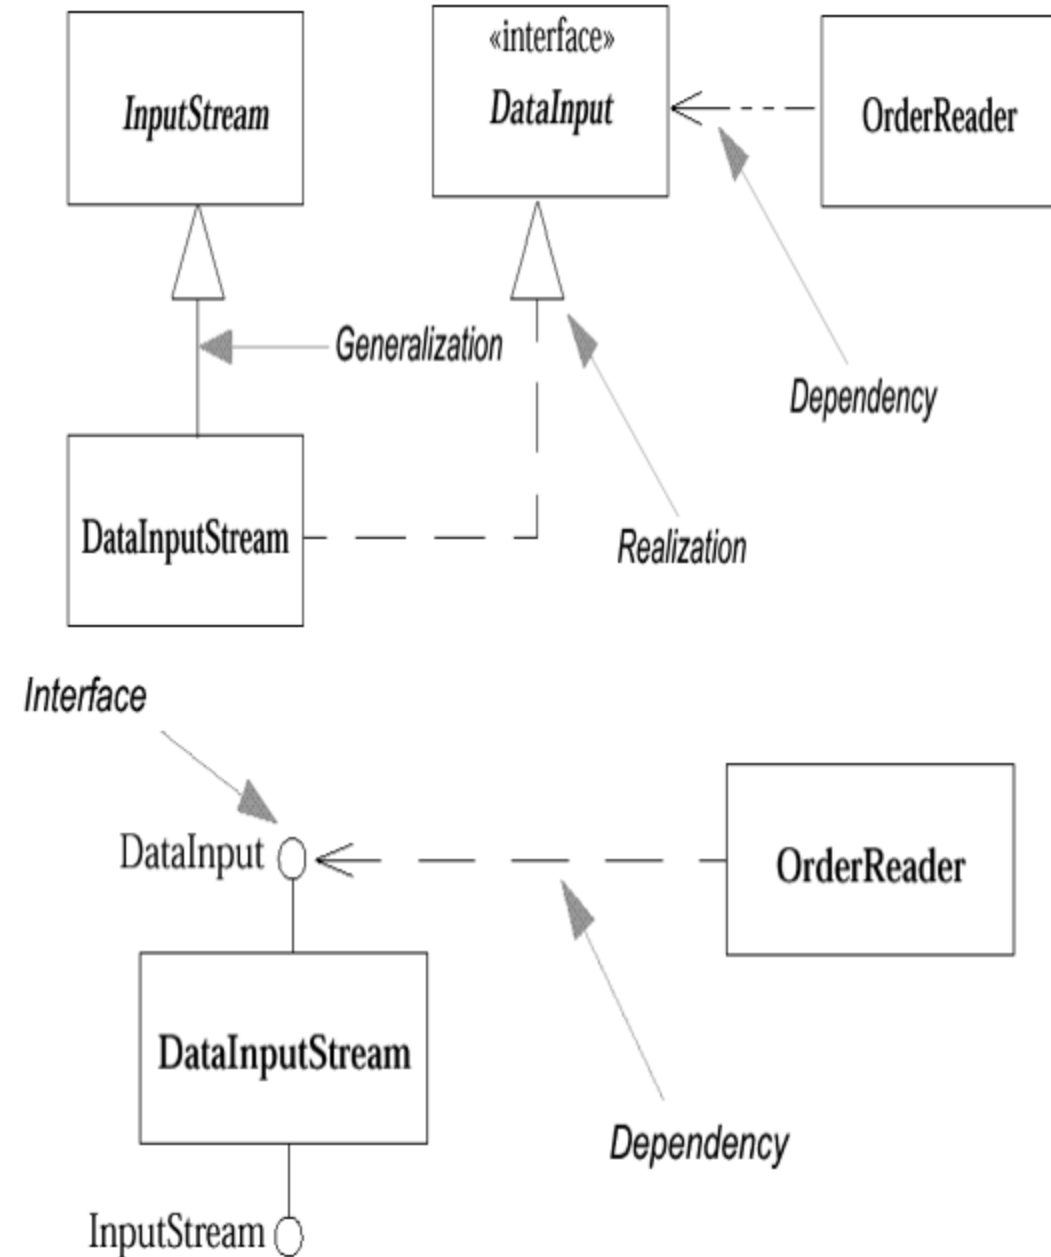 «interface»
InputStream
DataInput
OrderReader
Generalization
Dependency
DataInputStream
Realization
Interface
DataInput
OrderReader
DataInputStream
Dependency
InputStream